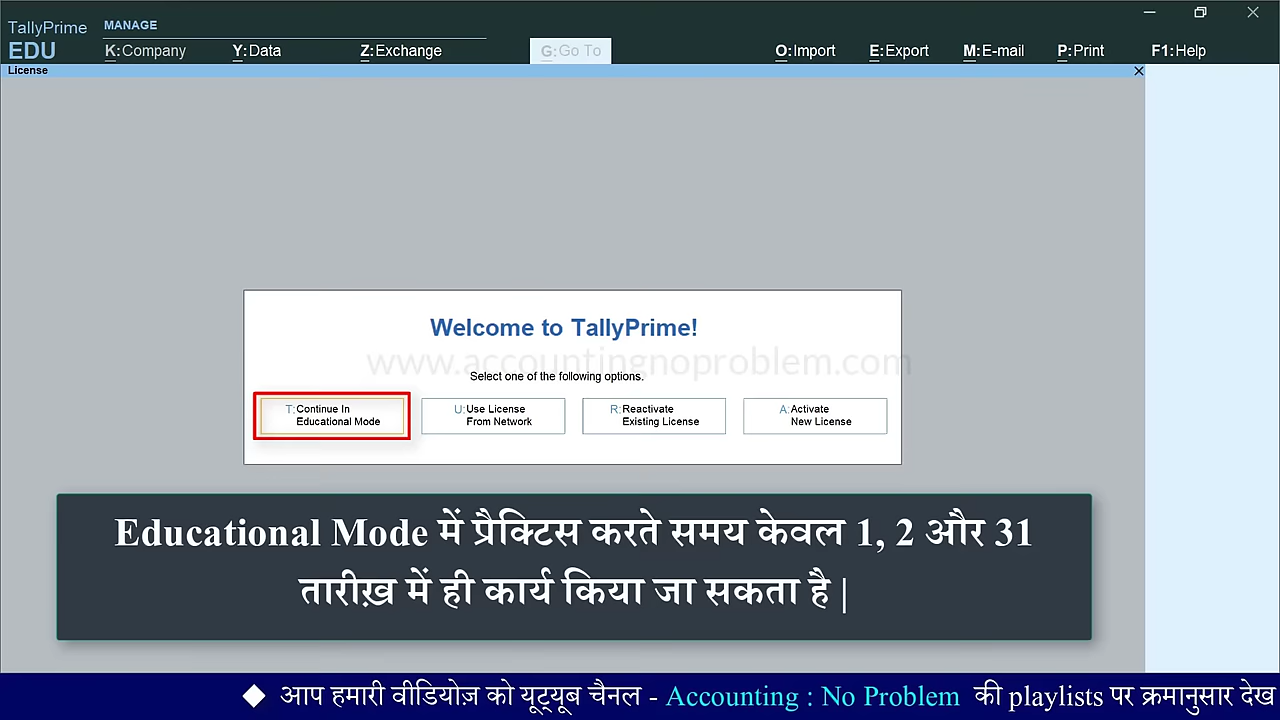 TallyPrime
EDU
MANAGE
K:Company Y:Data Z:Exchange G:Go To O:Import E:Export M:E-mail P:Print F1:Help
License
Welcome to TallyPrime!
www.accountingnoproblem.com
Select one of the following options.
T:Continue In
Educational Mode
U:Use License
From Network
R:Reactivate
Existing License
A:Activate
New License
Educational Mode में प्रैक्टिस करते समय केवल 1, 2 और 31
तारीख़ में ही कार्य किया जा सकता है |
◆ आप हमारी वीडियोज़ को यूट्यूब चैनल - Accounting : No Problem की playlists पर क्रमानुसार देख